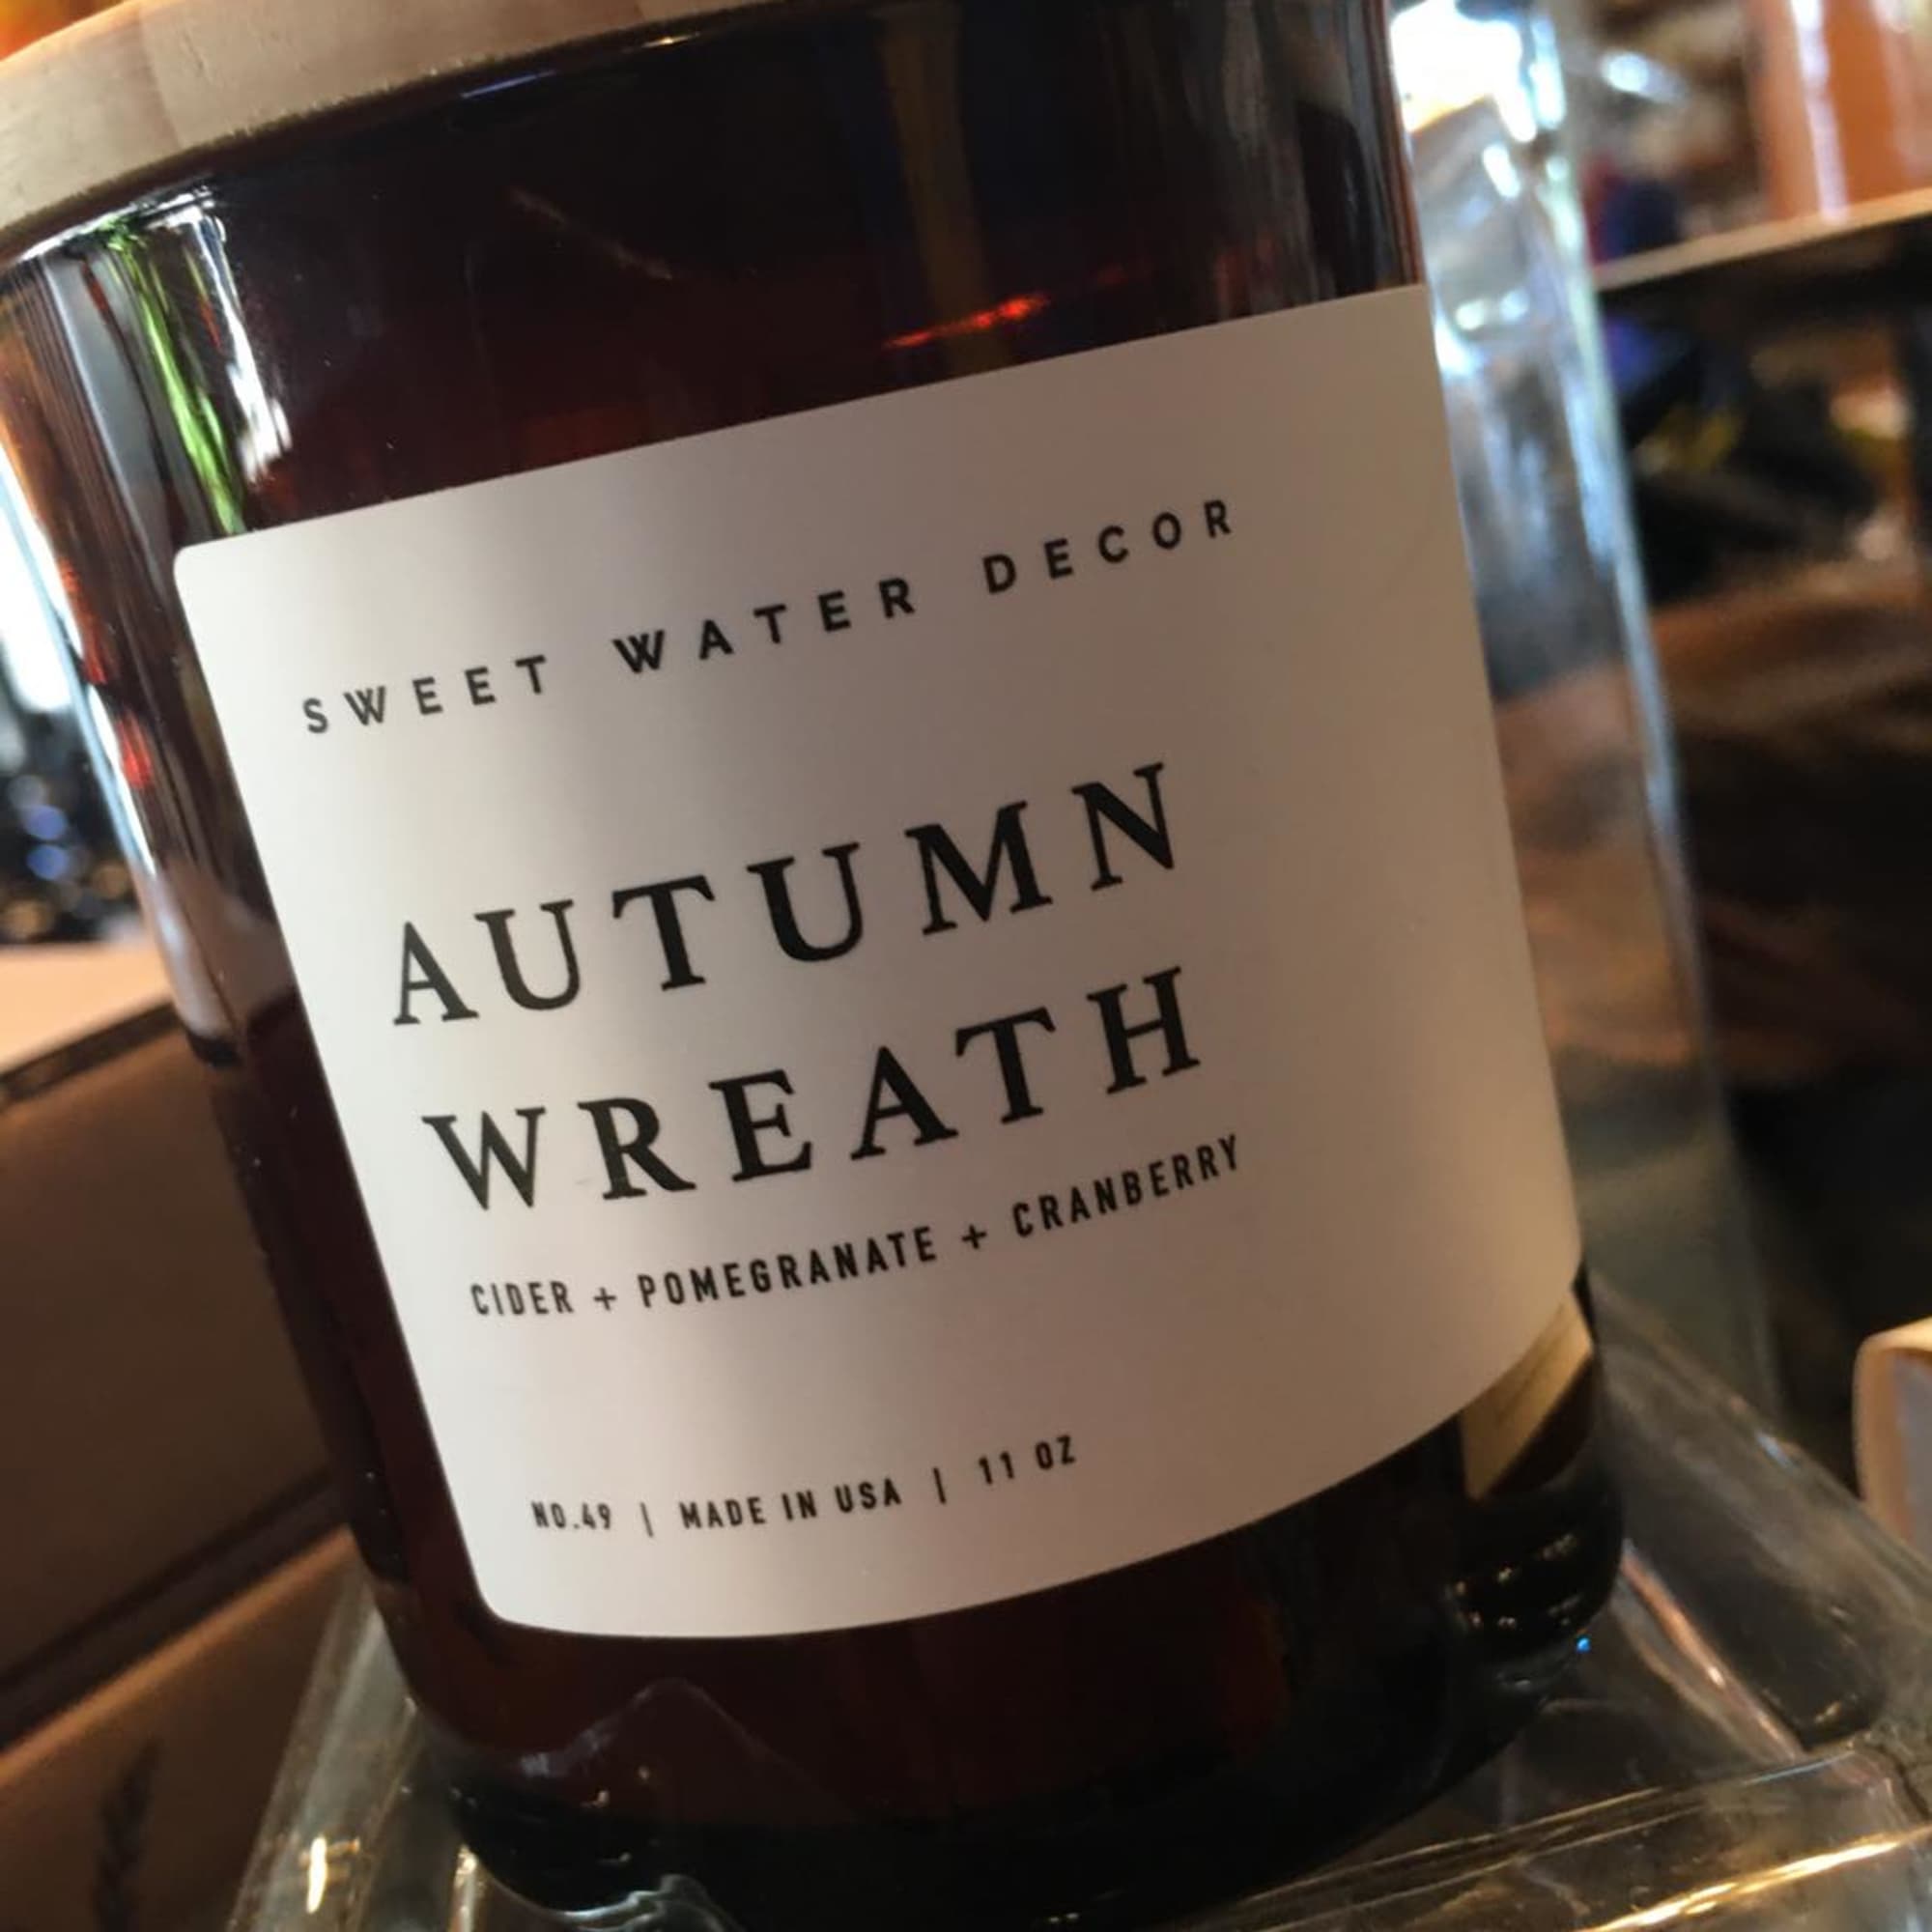 SWEET WATER DECOR
AUTUMN
WREATH
CIDER + POMEGRANATE + CRANBERRY
NO.49 | MADE IN USA | 11 OZ